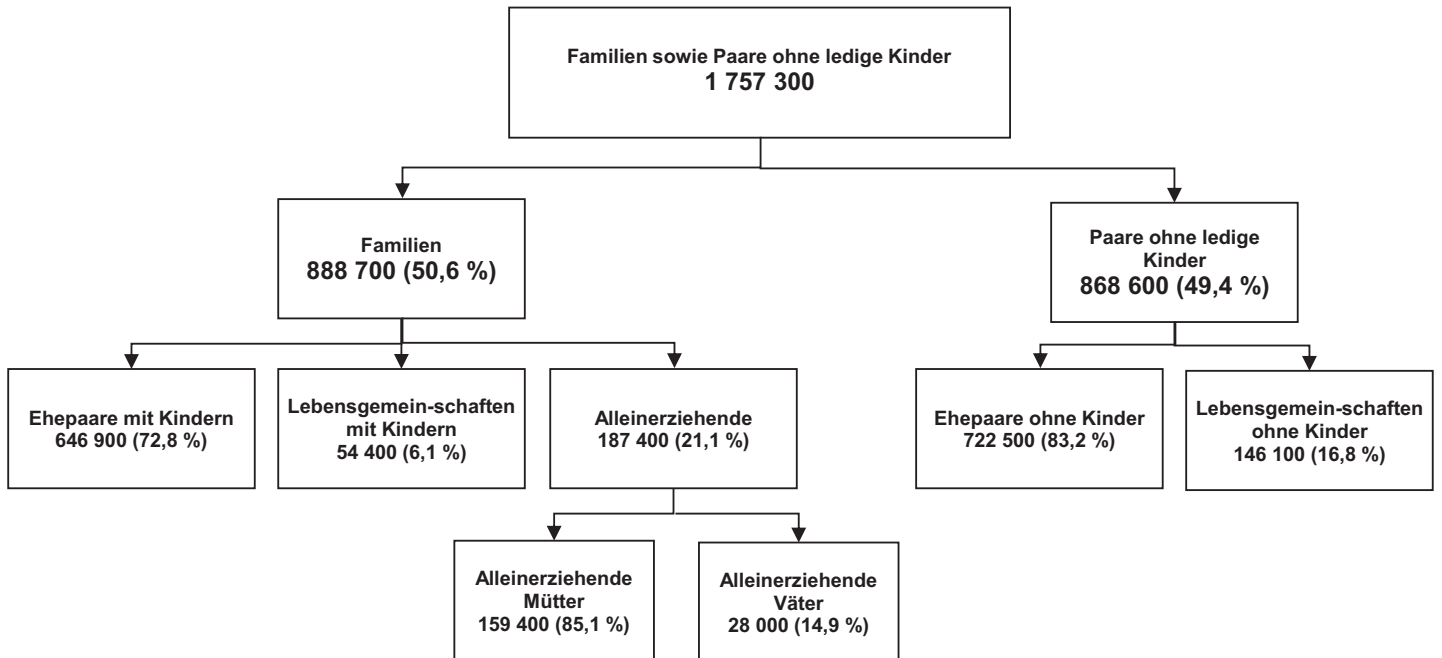 Familien sowie Paare ohne ledige Kinder
1 757 300
Familien
888 700 (50,6 %)
Paare ohne ledige
Kinder
868 600 (49,4 %)
Ehepaare mit Kindern
646 900 (72,8 %)
Lebensgemein-schaften
mit Kindern
54 400 (6,1 %)
Alleinerziehende
187 400 (21,1 %)
Ehepaare ohne Kinder
722 500 (83,2 %)
Lebensgemein-schaften
ohne Kinder
146 100 (16,8 %)
Alleinerziehende
Mütter
159 400 (85,1 %)
Alleinerziehende
Väter
28 000 (14,9 %)